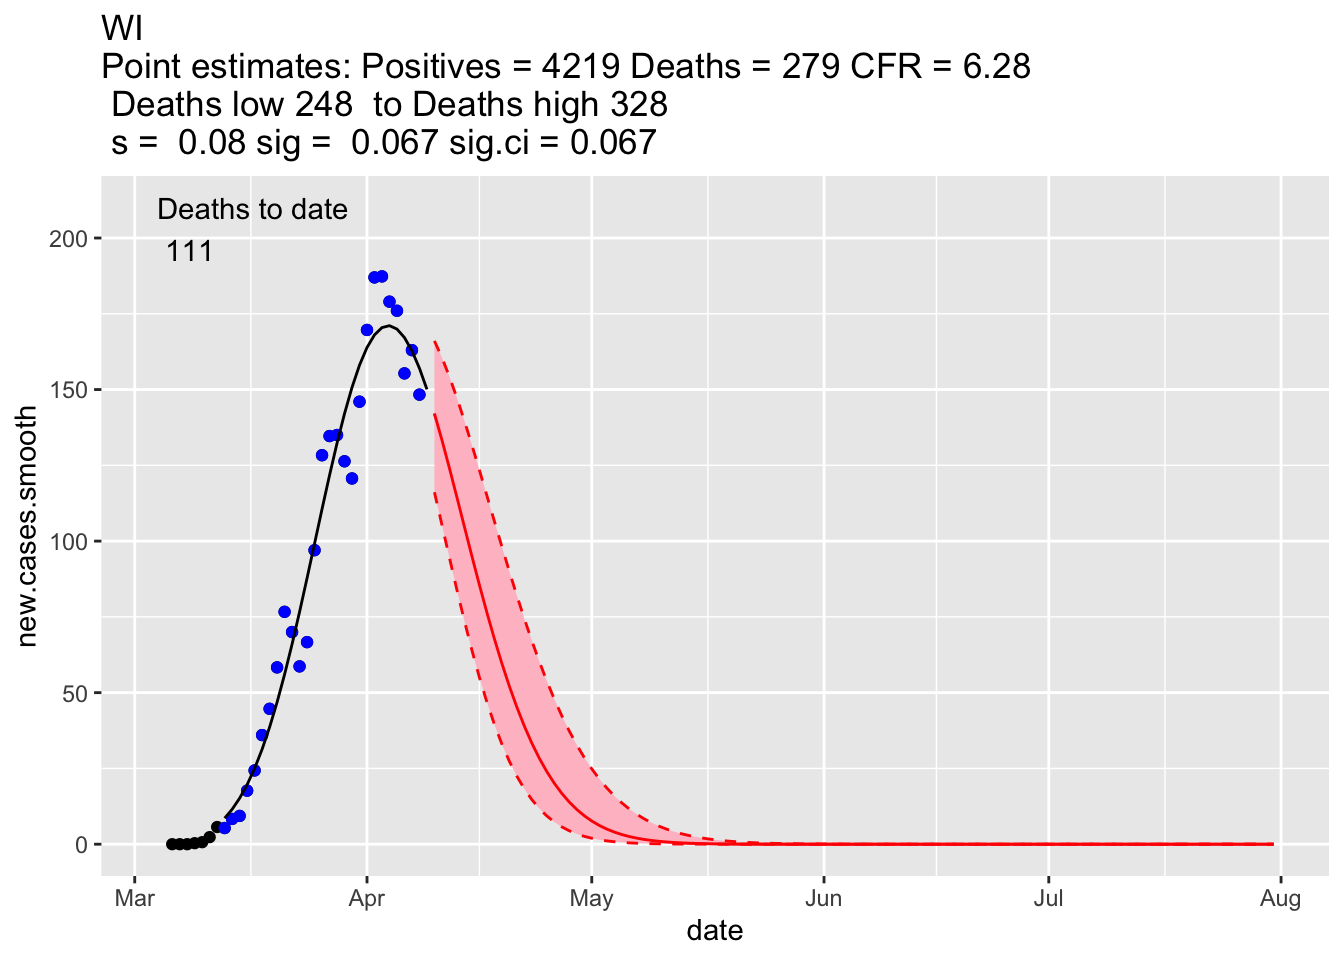 WI
Point estimates: Positives = 4219 Deaths = 279 CFR = 6.28
Deaths low 248  to Deaths high 328
s =  0.08 sig =  0.067 sig.ci = 0.067
Deaths to date
111
200
150
100
50
0
new.cases.smooth
Mar Apr May Jun Jul Aug
date